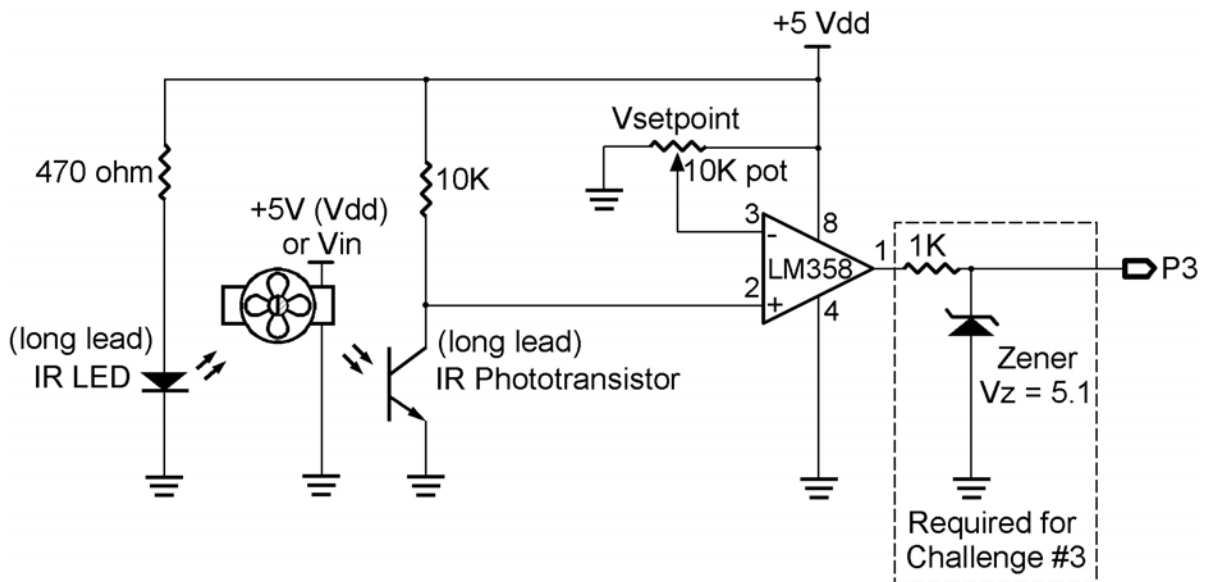 +5 Vdd
Vsetpoint
470 ohm
10K
10K pot
+5V (Vdd)
or Vin
3
-
8
LM358
1
1K
P3
2
+
4
(long lead)
IR LED
(long lead)
IR Phototransistor
Zener
Vz = 5.1
Required for
Challenge #3